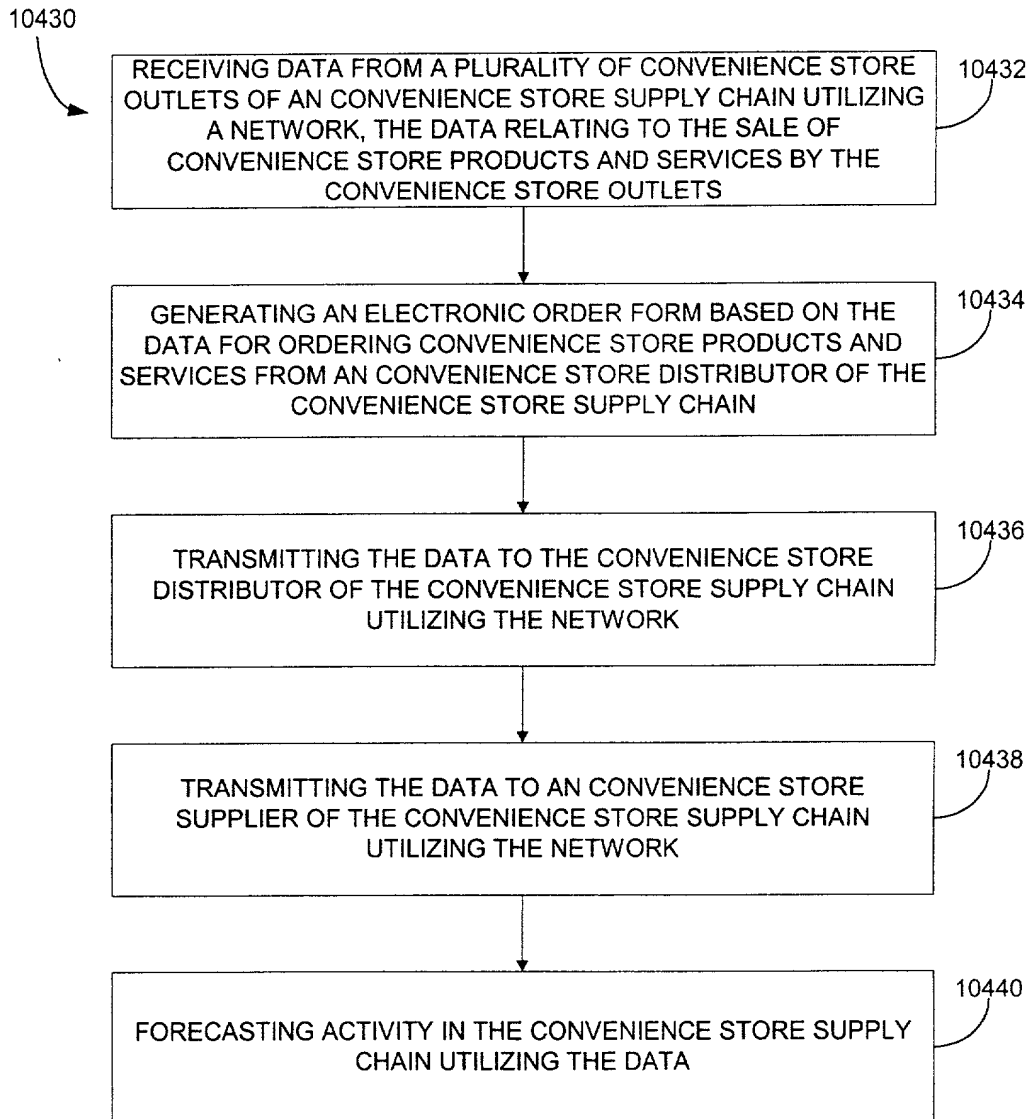 10430
RECEIVING DATA FROM A PLURALITY OF CONVENIENCE STORE
OUTLETS OF AN CONVENIENCE STORE SUPPLY CHAIN UTILIZING
A NETWORK, THE DATA RELATING TO THE SALE OF
CONVENIENCE STORE PRODUCTS AND SERVICES BY THE
CONVENIENCE STORE OUTLETS
10432
GENERATING AN ELECTRONIC ORDER FORM BASED ON THE
DATA FOR ORDERING CONVENIENCE STORE PRODUCTS AND
SERVICES FROM AN CONVENIENCE STORE DISTRIBUTOR OF THE
CONVENIENCE STORE SUPPLY CHAIN
10434
TRANSMITTING THE DATA TO THE CONVENIENCE STORE
DISTRIBUTOR OF THE CONVENIENCE STORE SUPPLY CHAIN
UTILIZING THE NETWORK
10436
TRANSMITTING THE DATA TO AN CONVENIENCE STORE
SUPPLIER OF THE CONVENIENCE STORE SUPPLY CHAIN
UTILIZING THE NETWORK
10438
FORECASTING ACTIVITY IN THE CONVENIENCE STORE SUPPLY
CHAIN UTILIZING THE DATA
10440